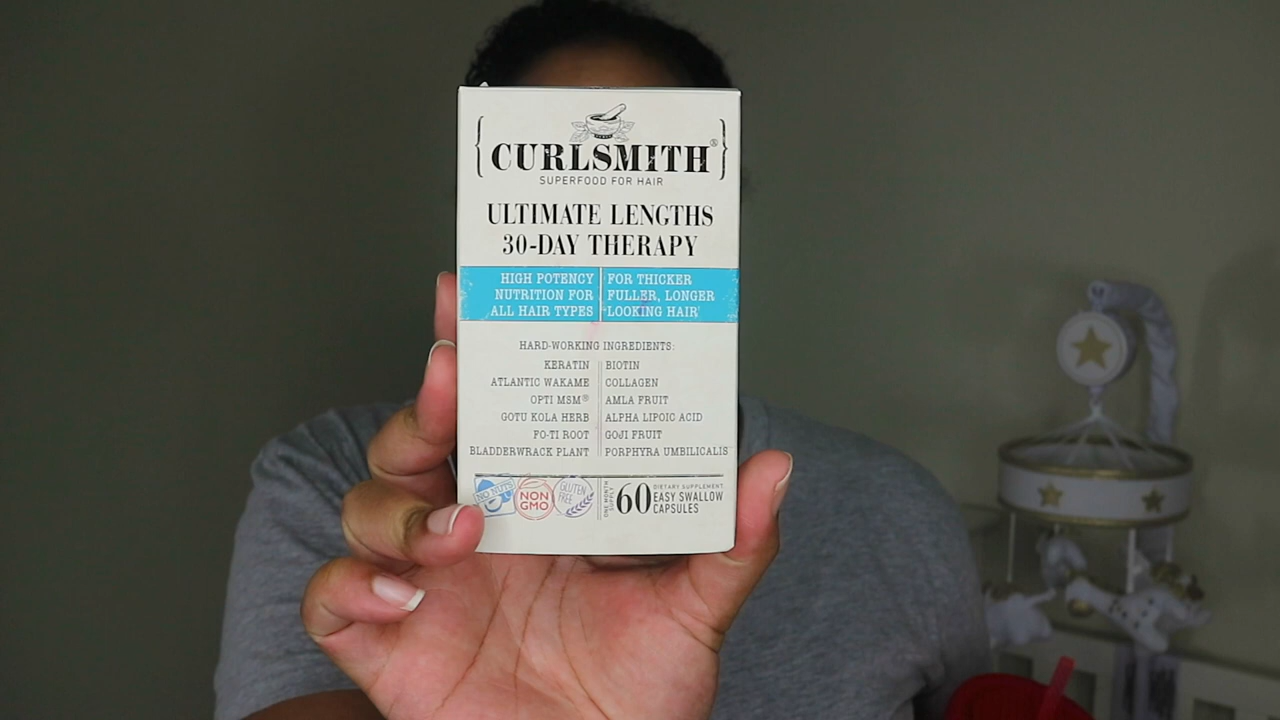 {CURLSMITH®}
SUPERFOOD FOR HAIR
ULTIMATE LENGTHS
30-DAY THERAPY
HIGH POTENCY
NUTRITION FOR
ALL HAIR TYPES
FOR THICKER
FULLER, LONGER
LOOKING HAIR
HARD-WORKING INGREDIENTS:
KERATIN
ATLANTIC WAKAME
OPTI MSM®
GOTU KOLA HERB
FO-TI ROOT
BLADDERWRACK PLANT
BIOTIN
COLLAGEN
AMLA FRUIT
ALPHA LIPOIC ACID
GOJI FRUIT
PORPHYRA UMBILICALIS
NO NUTS
NON
GMO
GLUTEN
FREE
ONE MONTH
SUPPLY
60
DIETARY SUPPLEMENT
EASY SWALLOW
CAPSULES